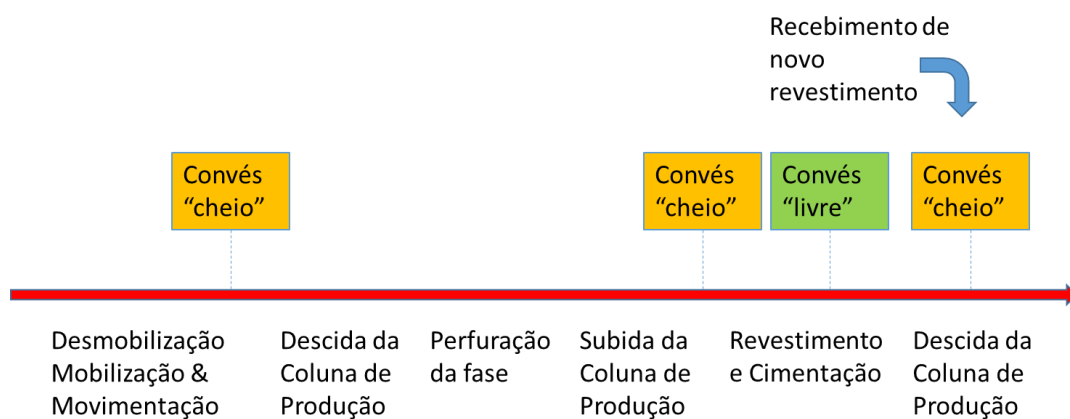 Recebimento de
novo
revestimento
Convés
“cheio”
Convés
“cheio”
Convés
“livre”
Convés
“cheio”
Desmobilização
Mobilização &
Movimentação
Descida da
Coluna de
Produção
Perfuração
da fase
Subida da
Coluna de
Produção
Revestimento
e Cimentação
Descida da
Coluna de
Produção